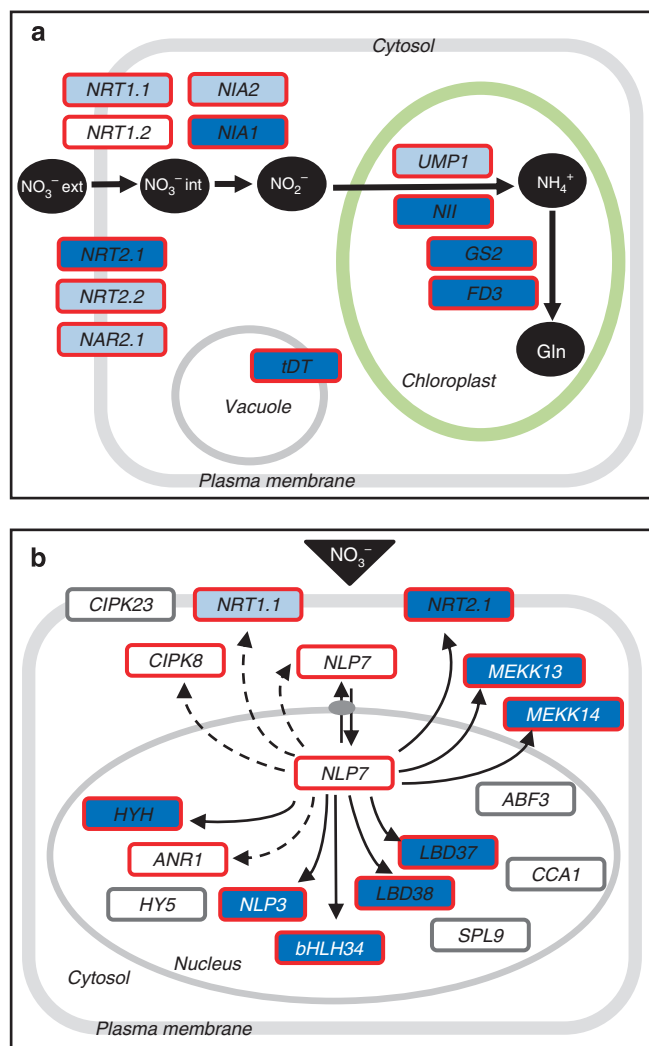 a
Cytosol
NRT1.1 NIA2
NRT1.2 NIA1
UMP1
NO₃⁻ ext NO₃⁻ int NO₂⁻ NH₄⁺
NII
NRT2.1 GS2
NRT2.2 FD3
NAR2.1
tDT Gln
Chloroplast
Vacuole
Plasma membrane
b
NO₃⁻
CIPK23 NRT1.1 NRT2.1
CIPK8 NLP7 MEKK13
MEKK14
NLP7
ABF3
HYH
ANR1 LBD37
CCA1
HY5 NLP3 LBD38
SPL9
bHLH34
Nucleus
Cytosol
Plasma membrane